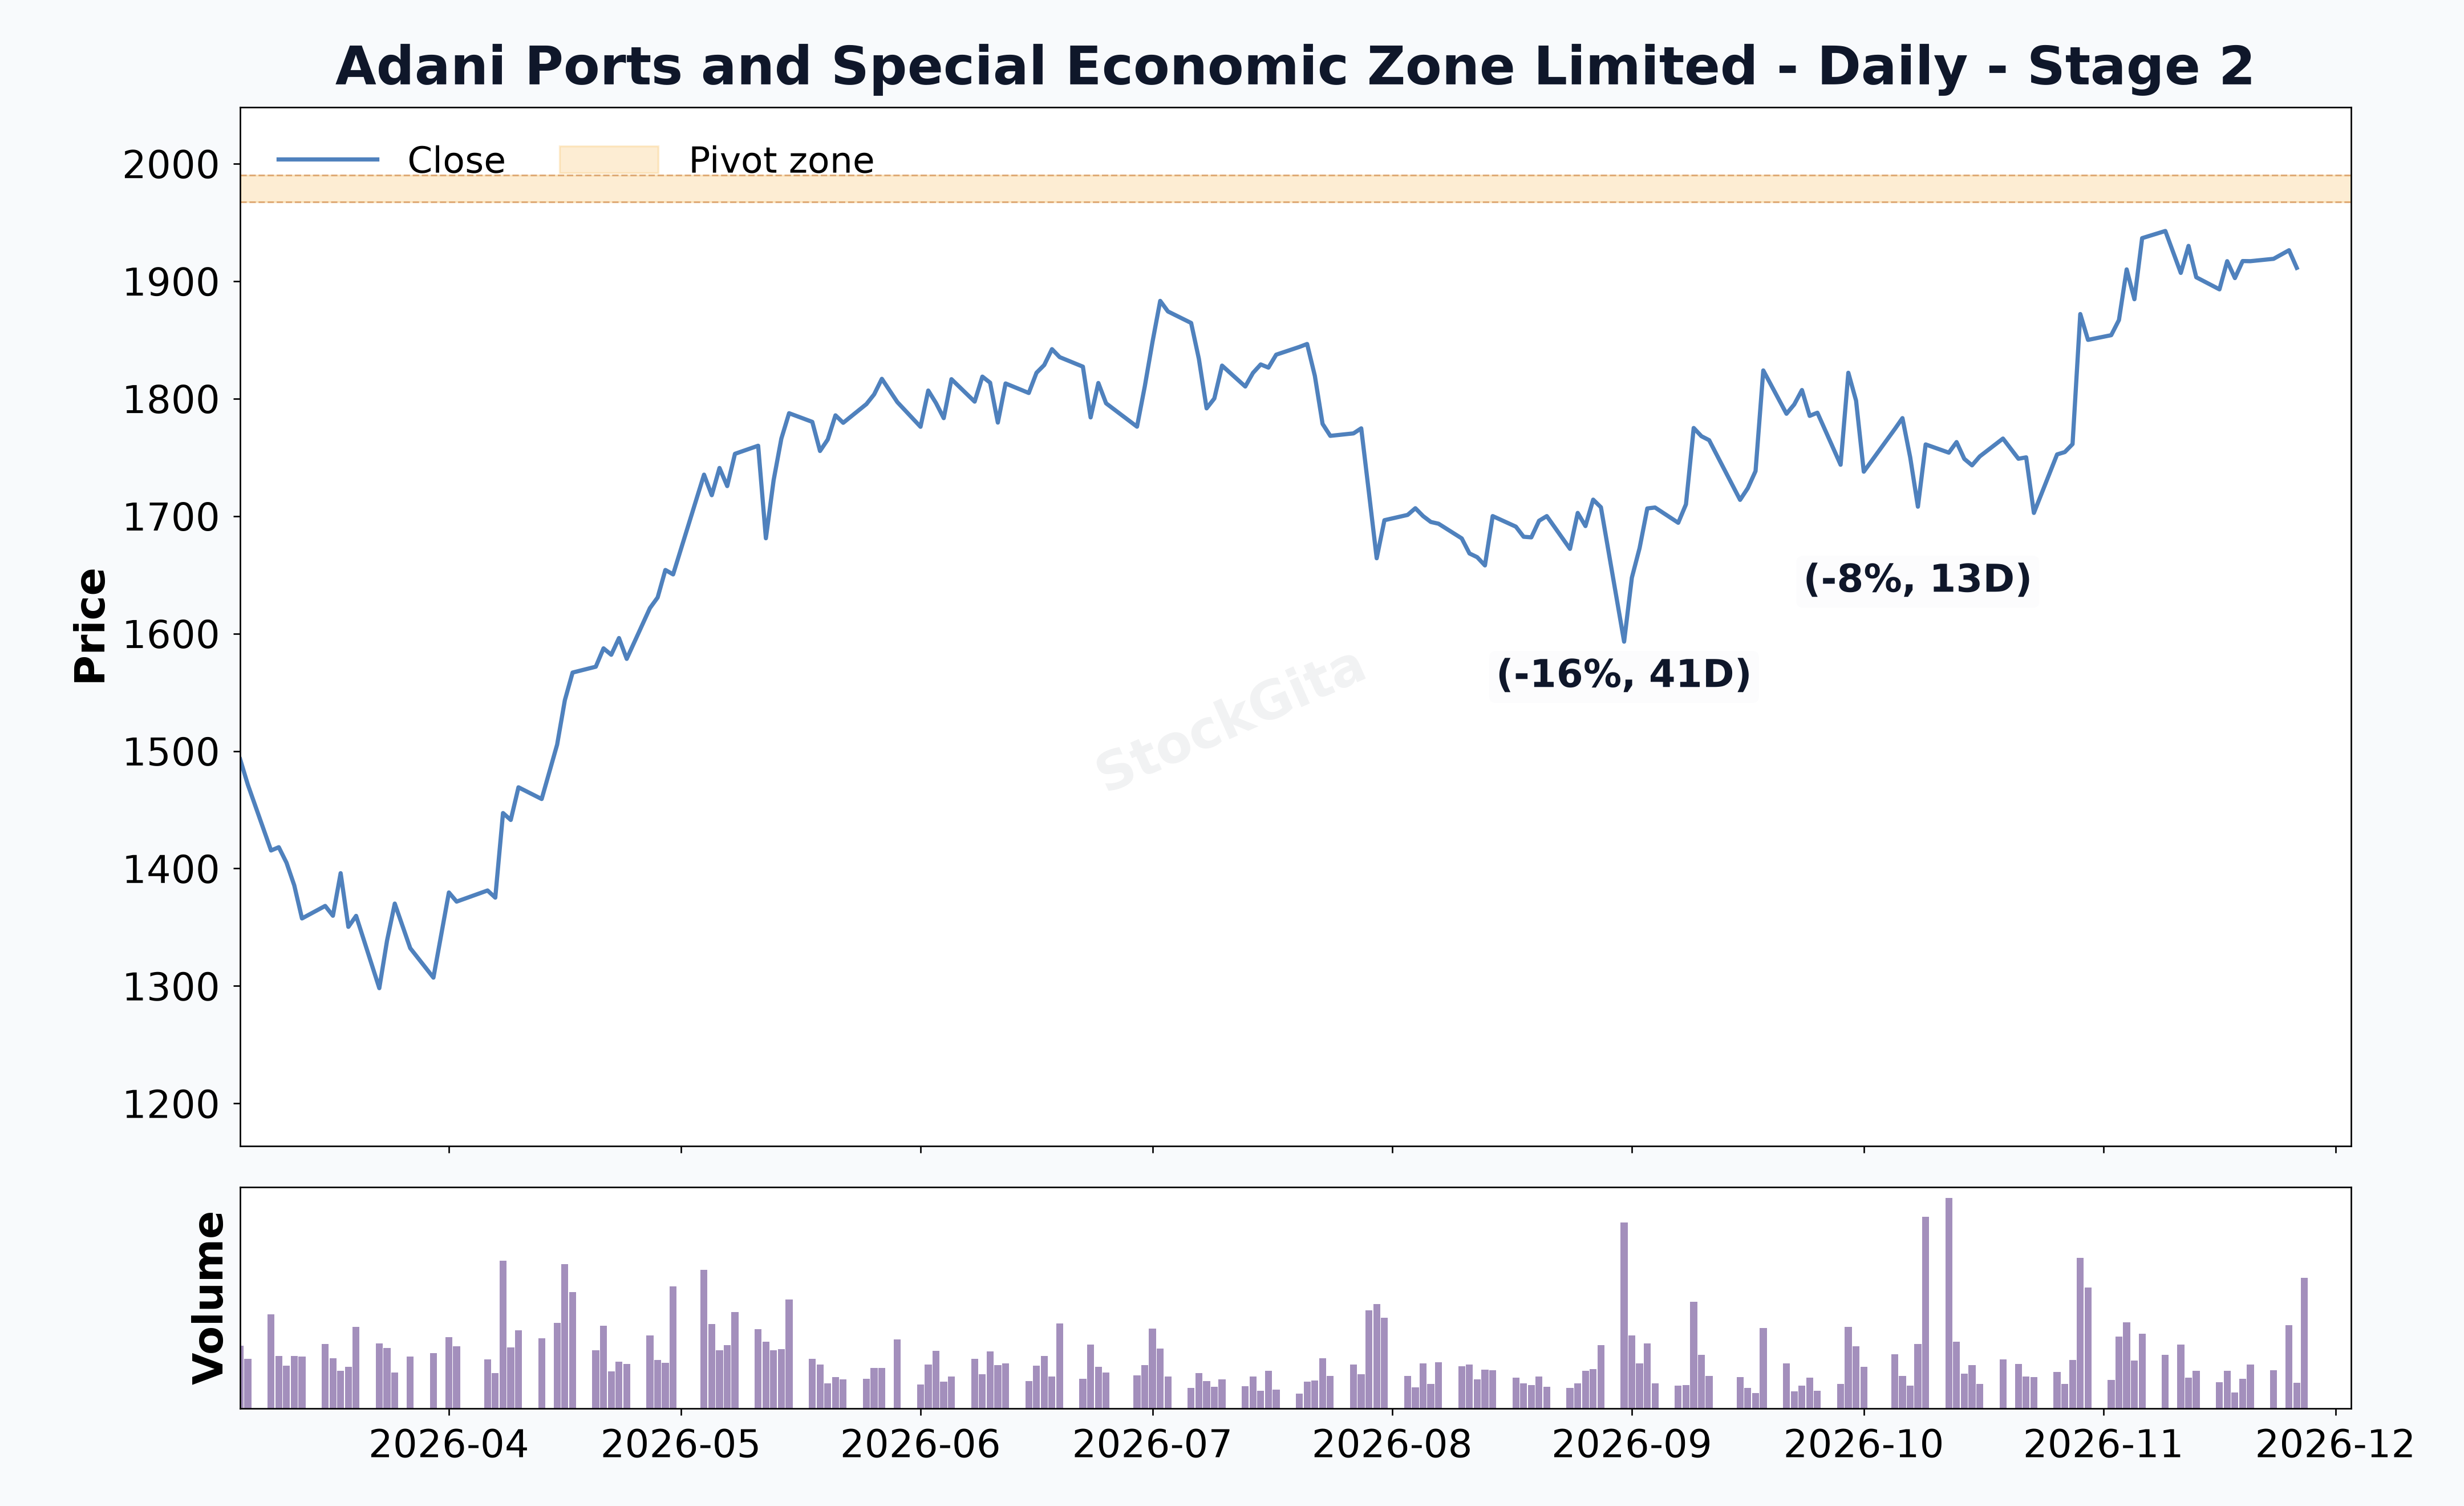 Adani Ports and Special Economic Zone Limited - Daily - Stage 2
Close
Pivot zone
2000
1900
1800
1700
1600
1500
1400
1300
1200
Price
(-8%, 13D)
(-16%, 41D)
StockGita
Volume
2026-04
2026-05
2026-06
2026-07
2026-08
2026-09
2026-10
2026-11
2026-12